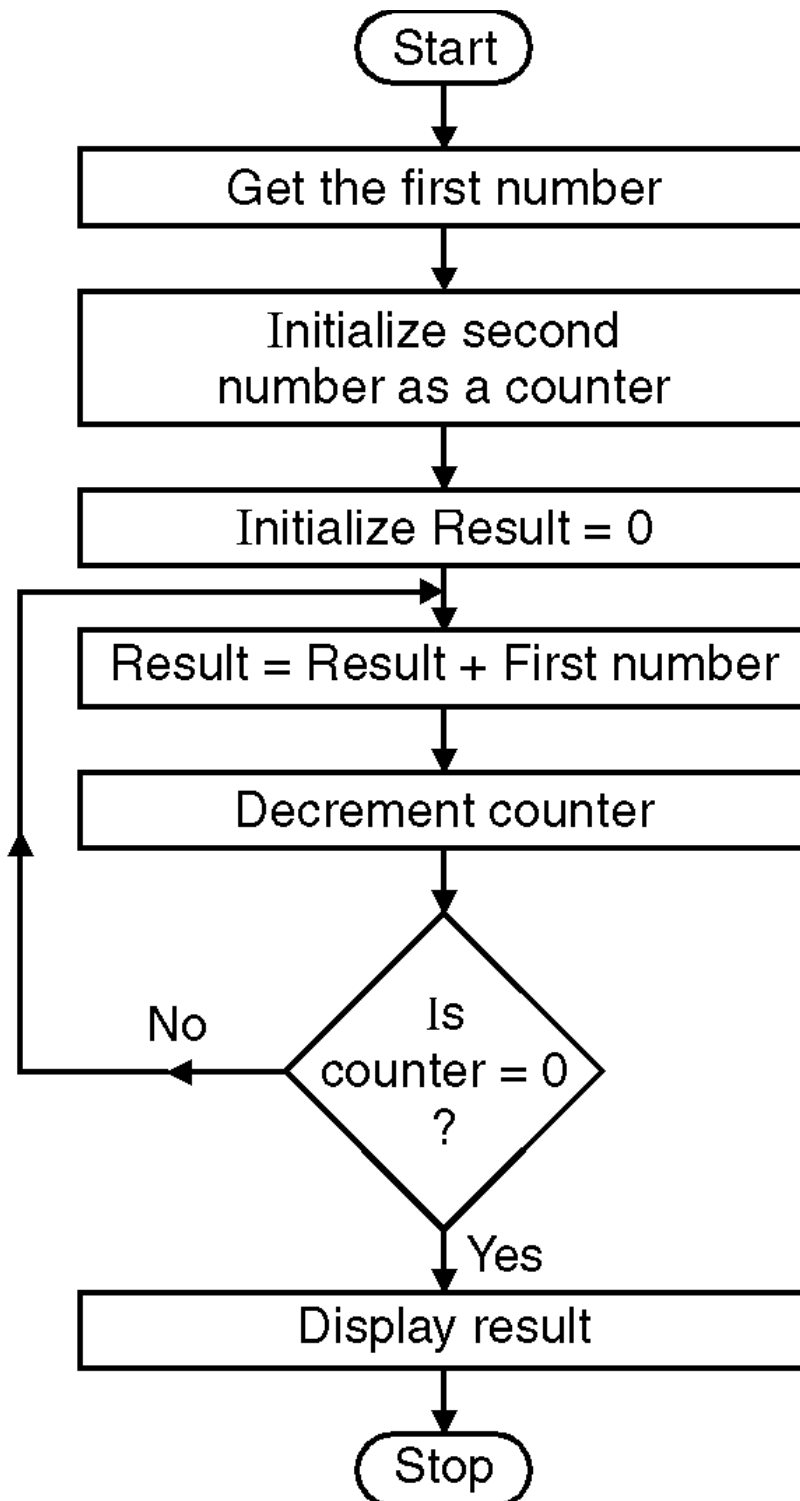 Start
Get the first number
Initialize second
number as a counter
Initialize Result = 0
Result = Result + First number
Decrement counter
Is
counter = 0
?
No
Yes
Display result
Stop